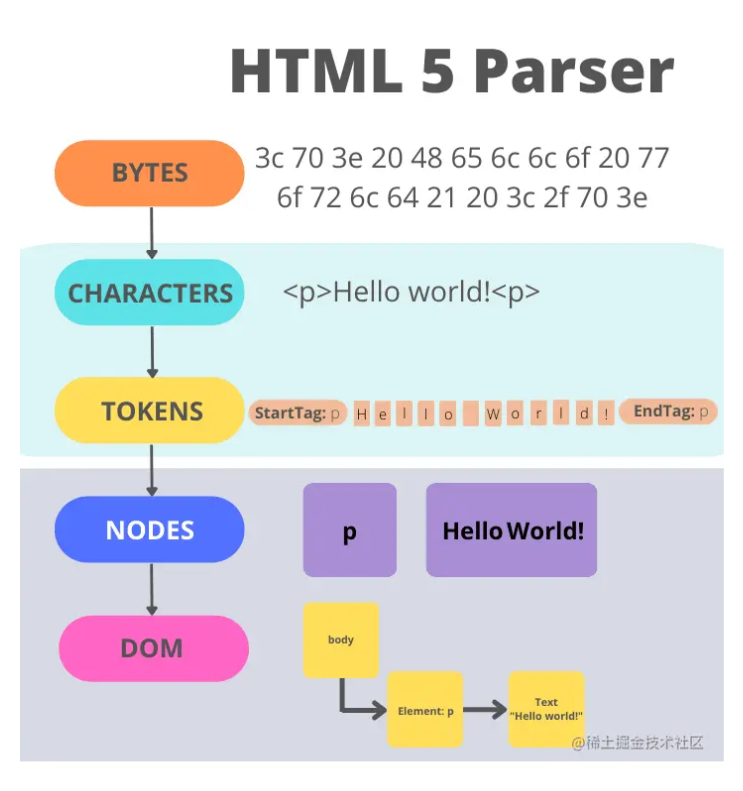 HTML 5 Parser
BYTES
3c 70 3e 20 48 65 6c 6c 6f 20 77
6f 72 6c 64 21 20 3c 2f 70 3e
CHARACTERS
<p>Hello world!<p>
TOKENS
StartTag: p
H e l l o W o r l d !
EndTag: p
NODES
p
Hello World!
DOM
body
Element: p
Text
"Hello world!"
@稀土掘金技术社区